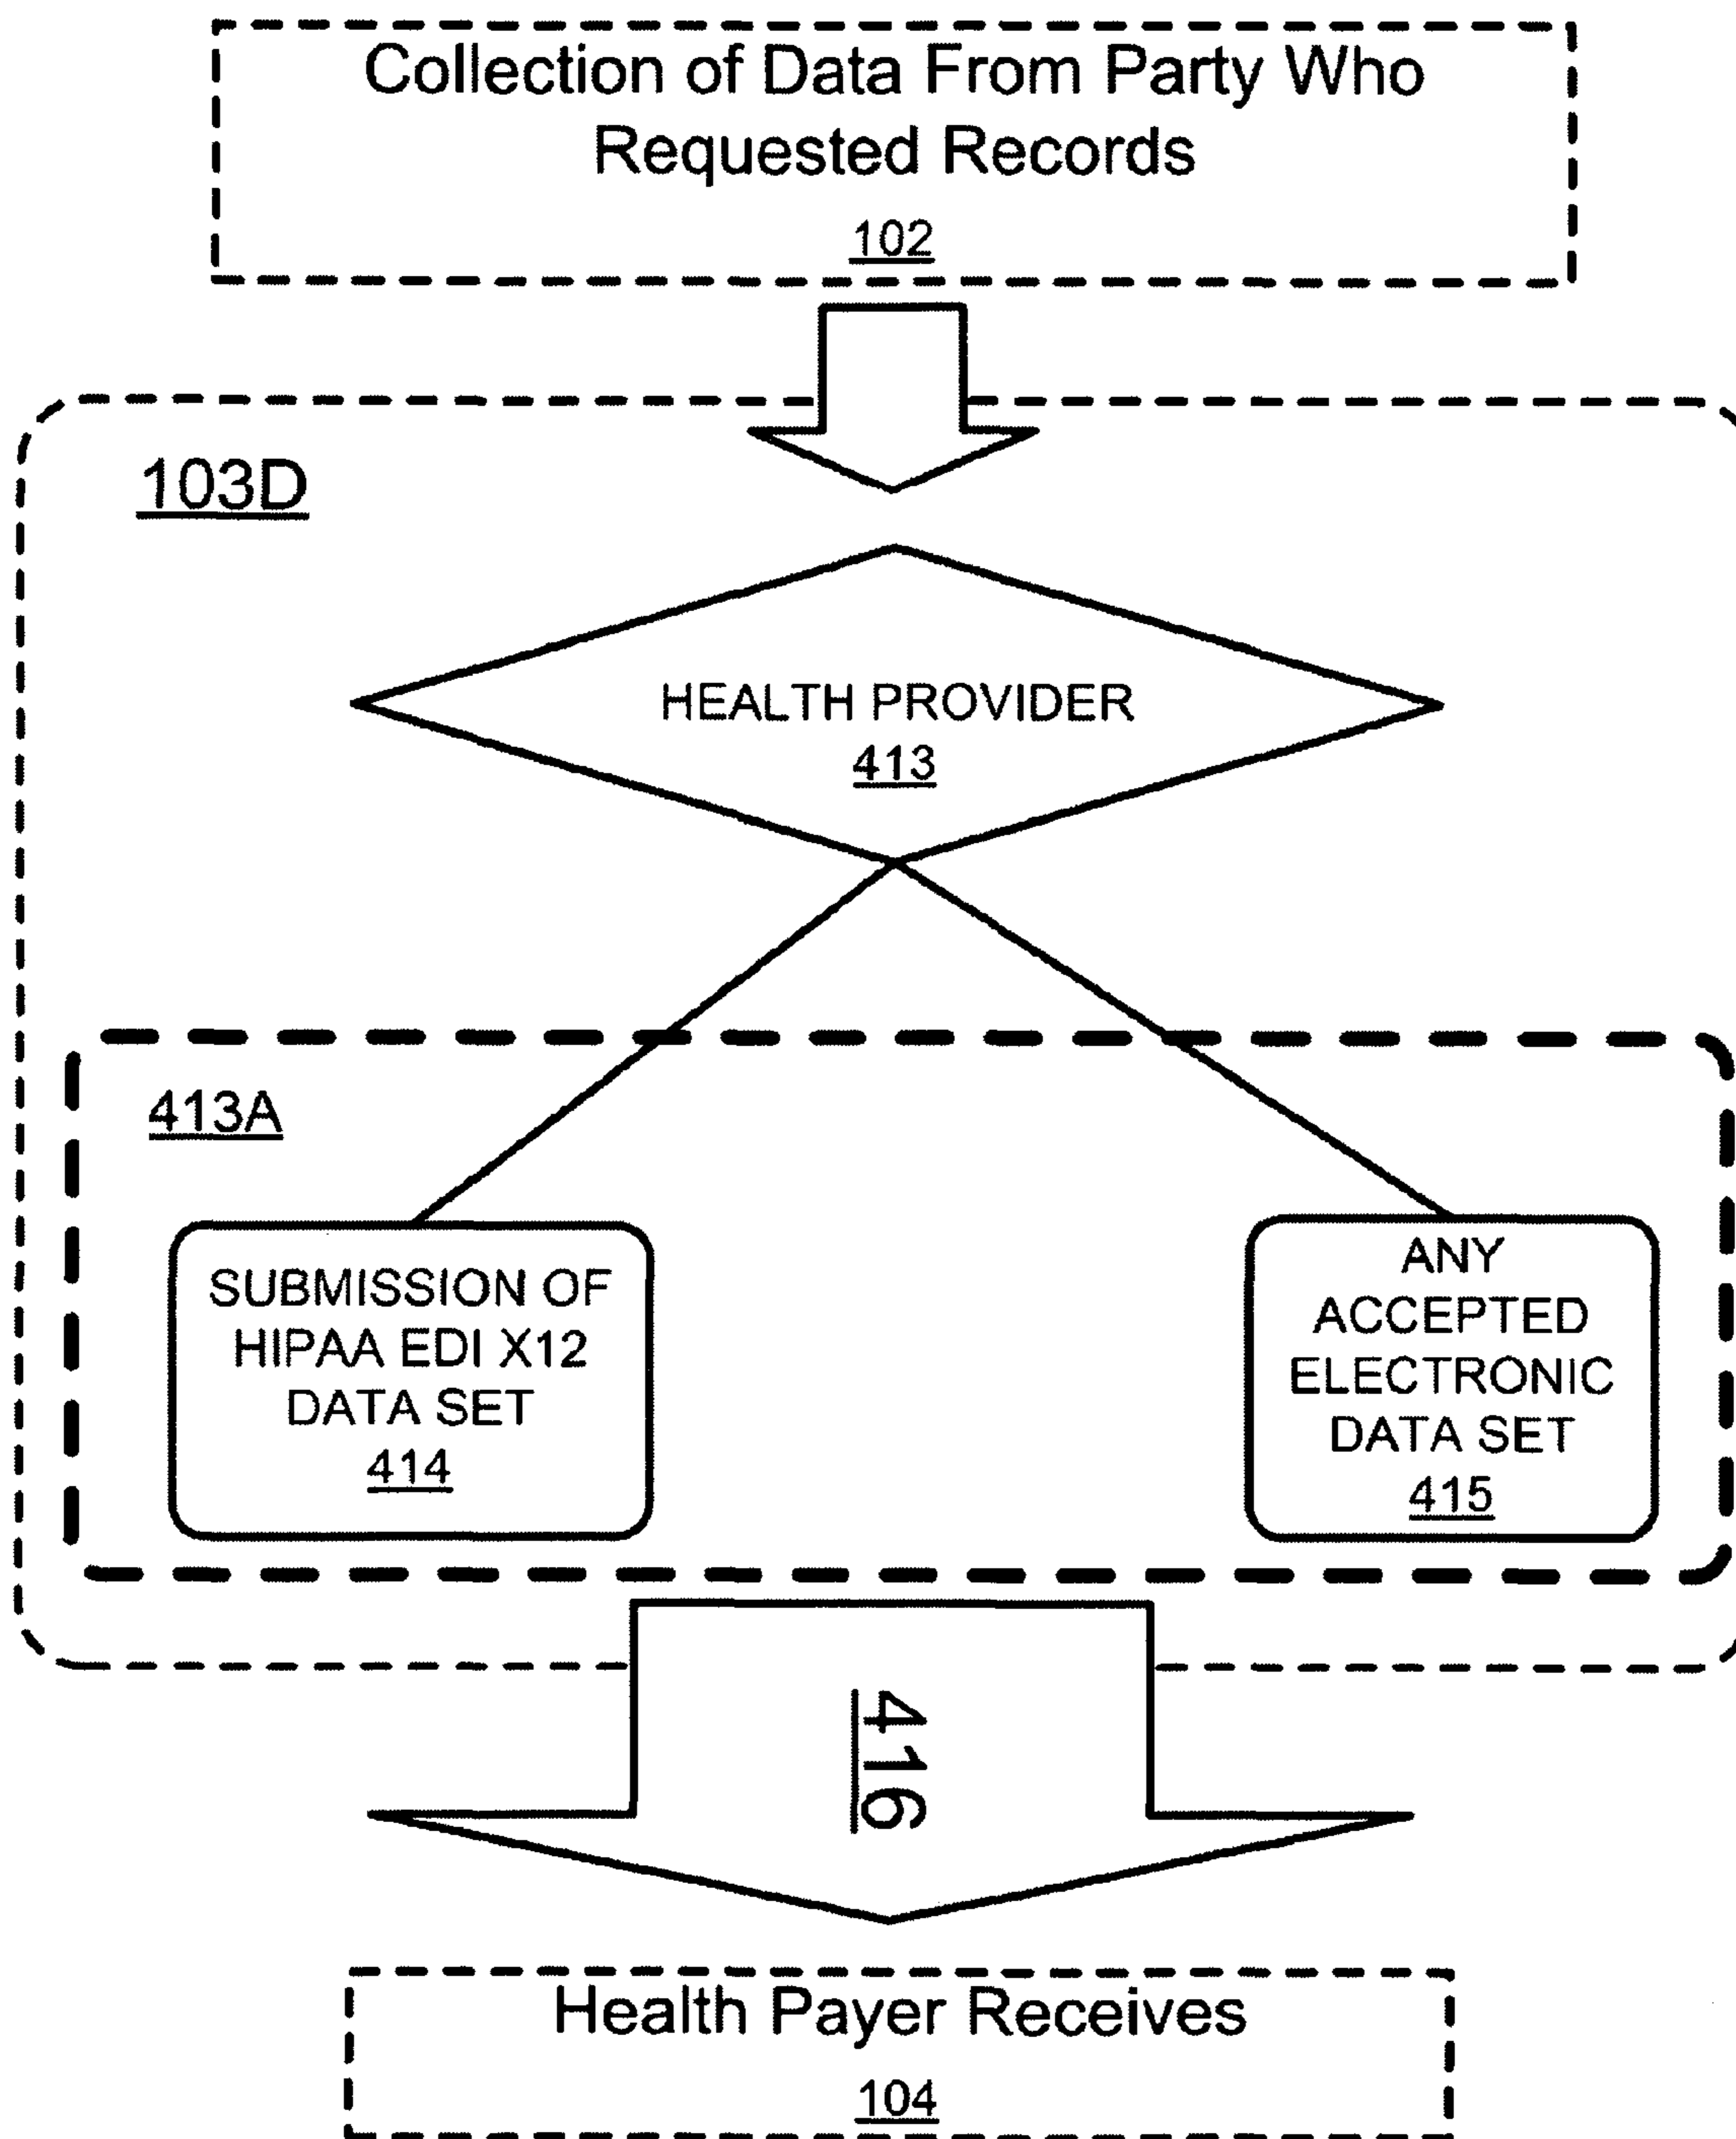 Collection of Data From Party Who
Requested Records
102
103D
HEALTH PROVIDER
413
413A
SUBMISSION OF
HIPAA EDI X12
DATA SET
414
ANY
ACCEPTED
ELECTRONIC
DATA SET
415
416
Health Payer Receives
104